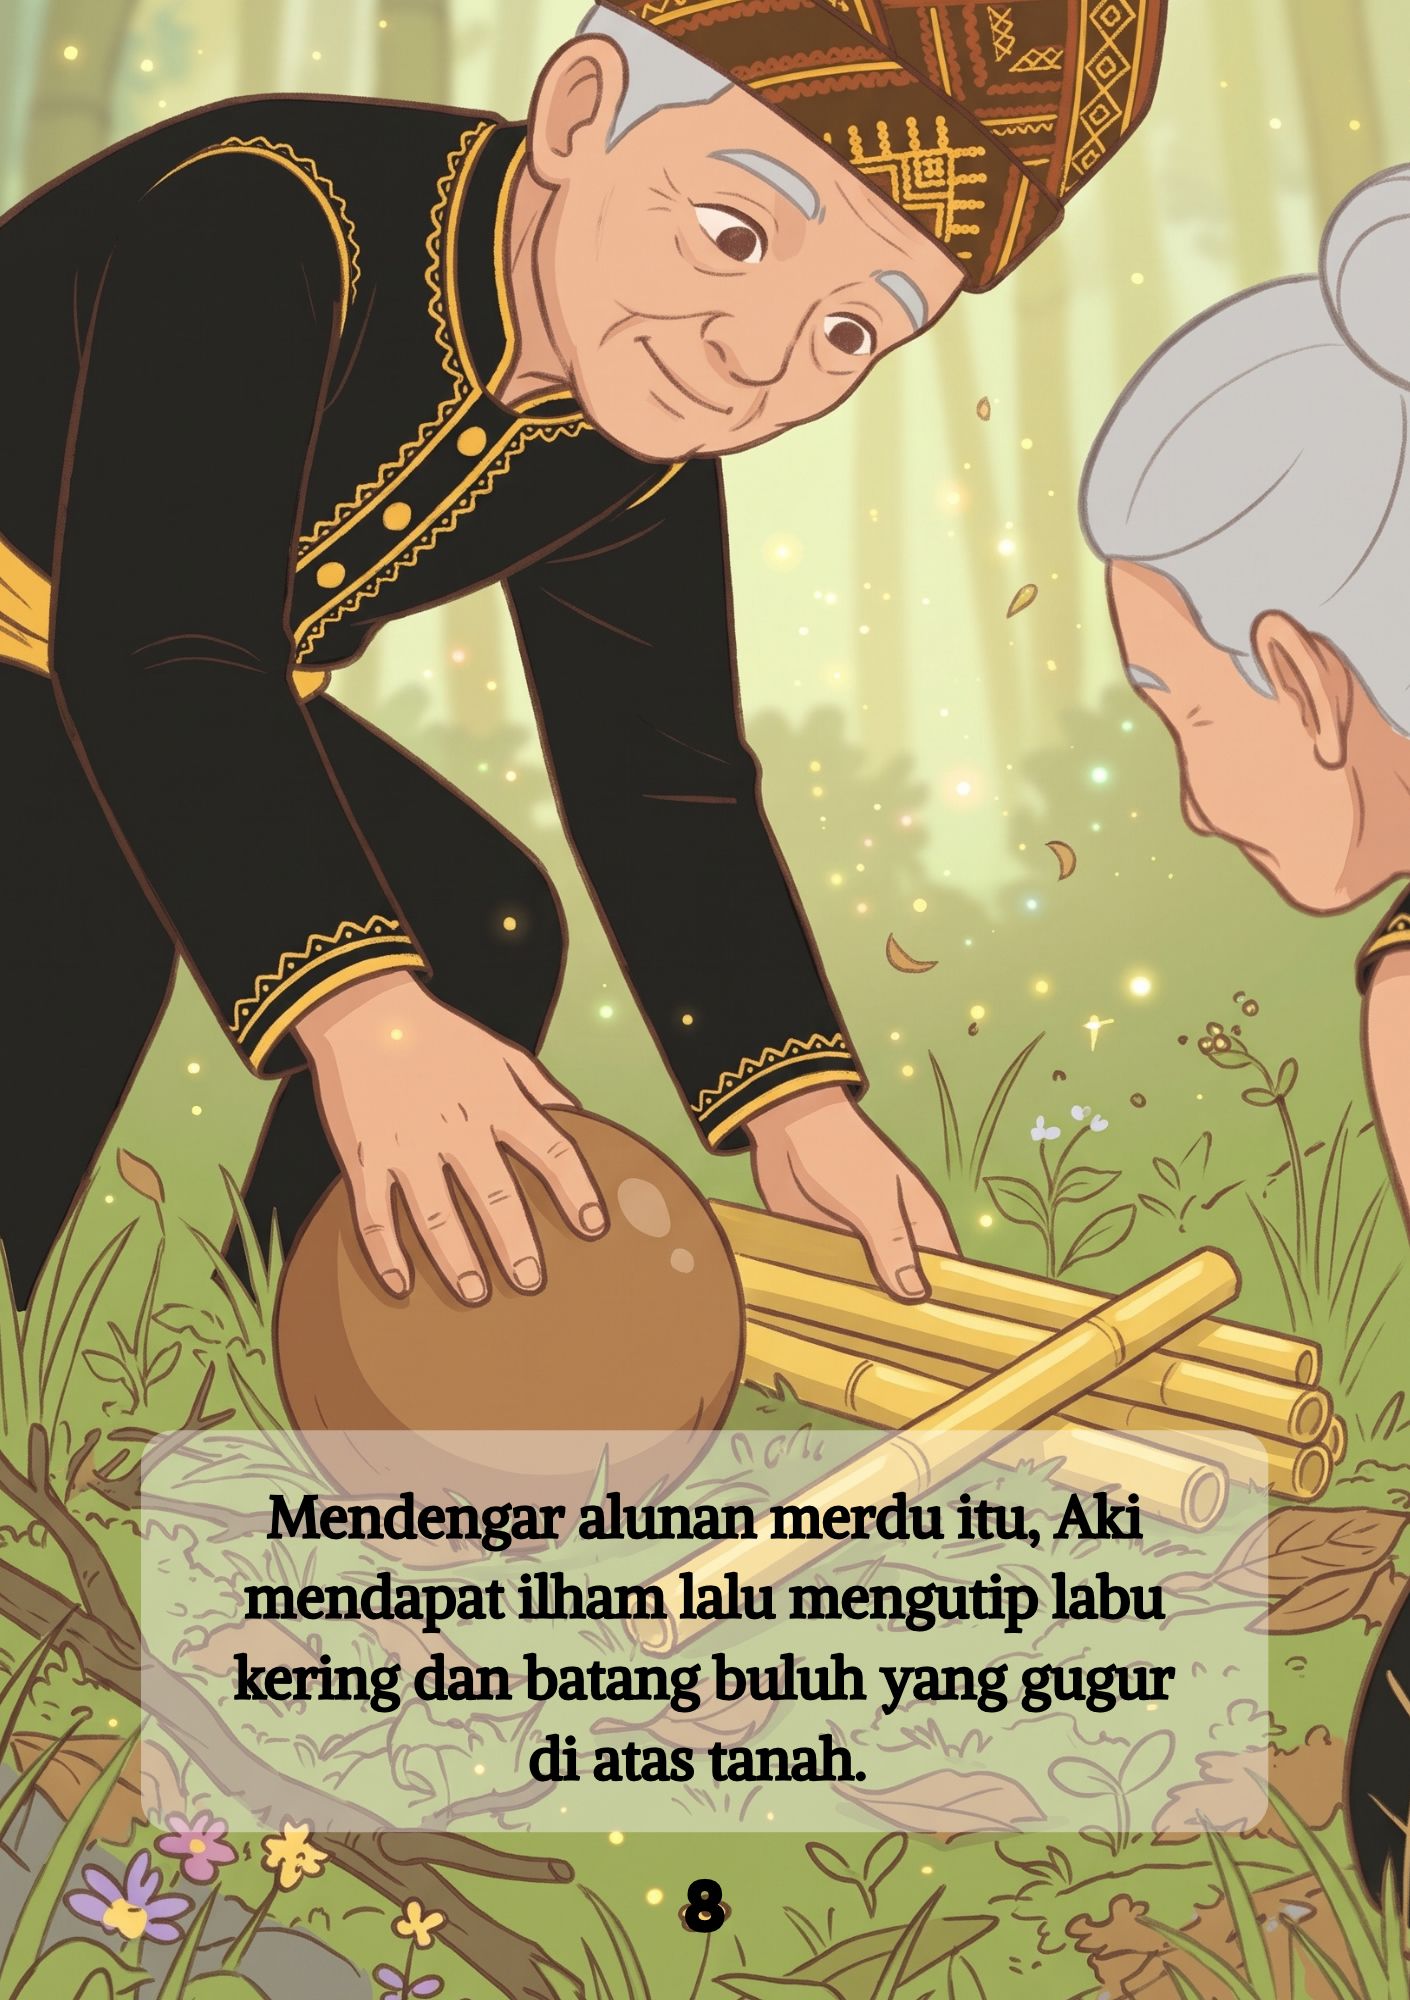 Mendengar alunan merdu itu, Aki
mendapat ilham lalu mengutip labu
kering dan batang buluh yang gugur
di atas tanah.
8